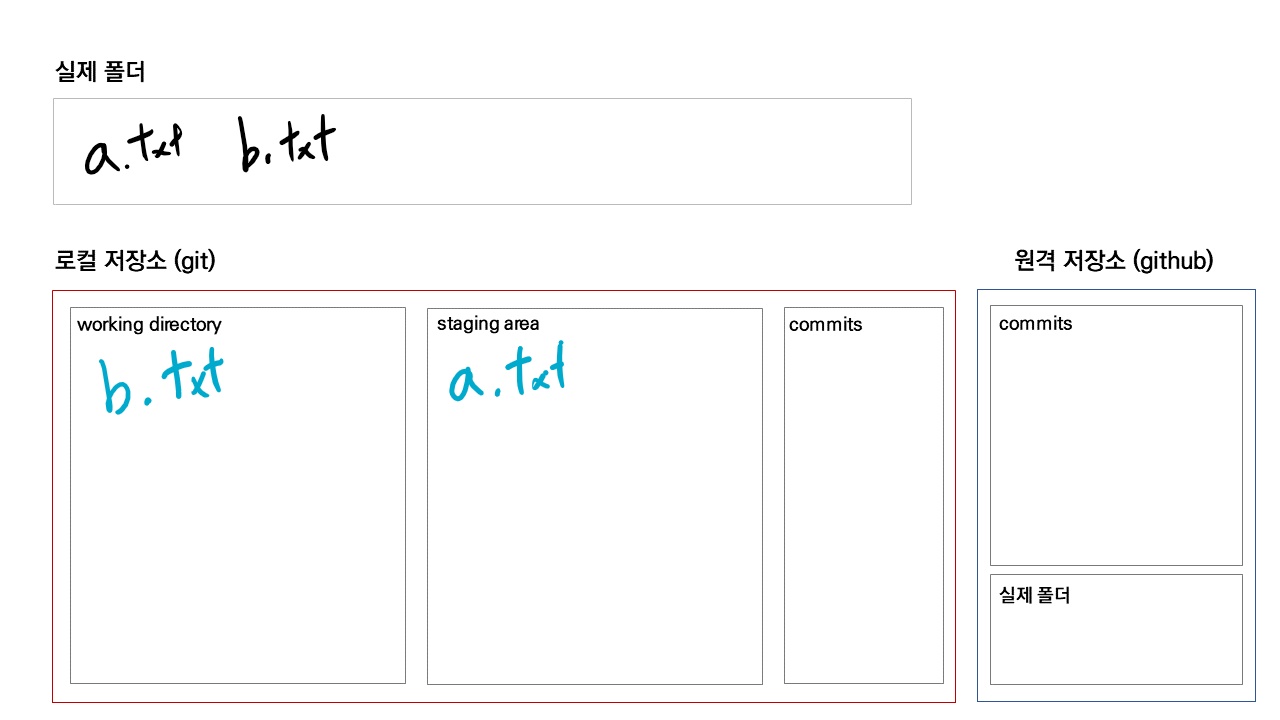 실제 폴더
a.txt b.txt
로컬 저장소 (git)
원격 저장소 (github)
working directory
b.txt
staging area
a.txt
commits
commits
실제 폴더